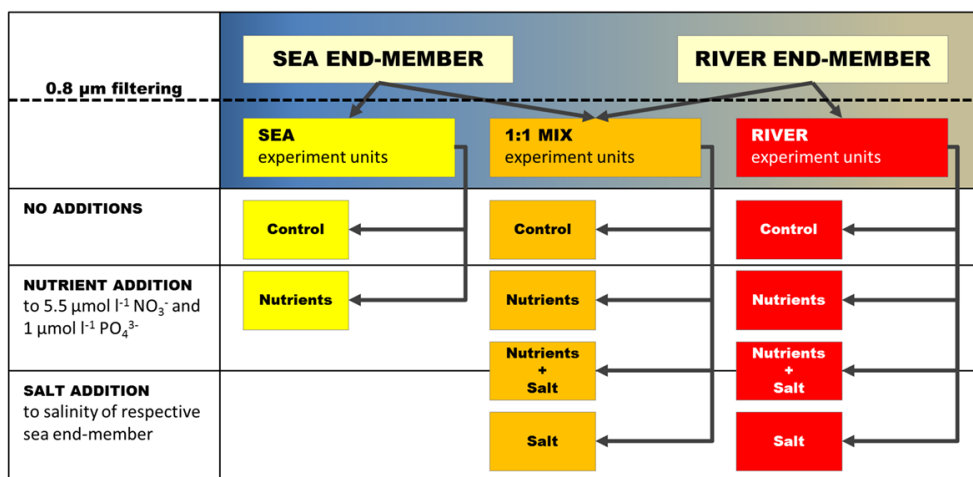 SEA END-MEMBER
RIVER END-MEMBER
0.8 µm filtering
SEA
experiment units
1:1 MIX
experiment units
RIVER
experiment units
NO ADDITIONS
Control
Control
Control
NUTRIENT ADDITION
to 5.5 µmol l⁻¹ NO₃⁻ and
1 µmol l⁻¹ PO₄³⁻
Nutrients
Nutrients
Nutrients
Nutrients
+
Salt
Nutrients
+
Salt
SALT ADDITION
to salinity of respective
sea end-member
Salt
Salt